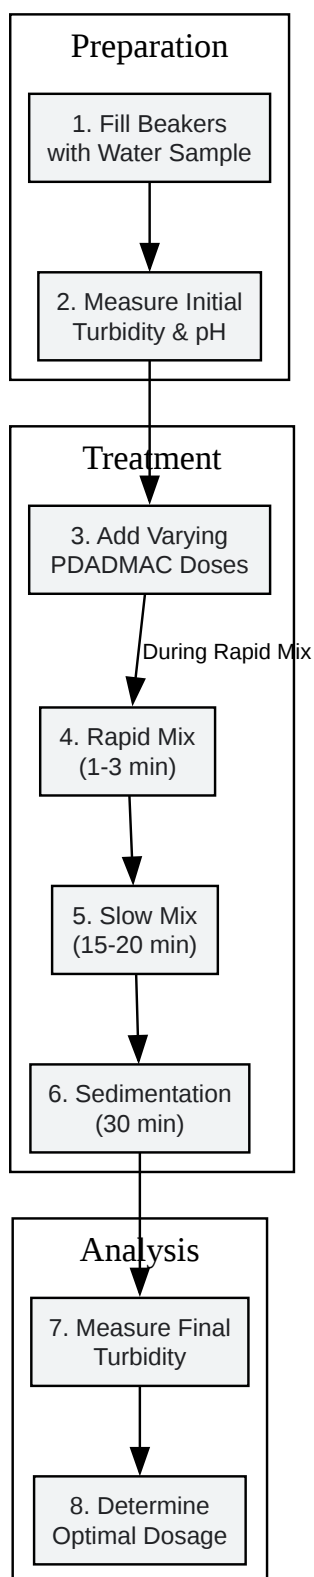 Preparation
1. Fill Beakers
with Water Sample
2. Measure Initial
Turbidity & pH
Treatment
3. Add Varying
PDADMAC Doses
During Rapid Mix
4. Rapid Mix
(1-3 min)
5. Slow Mix
(15-20 min)
6. Sedimentation
(30 min)
Analysis
7. Measure Final
Turbidity
8. Determine
Optimal Dosage